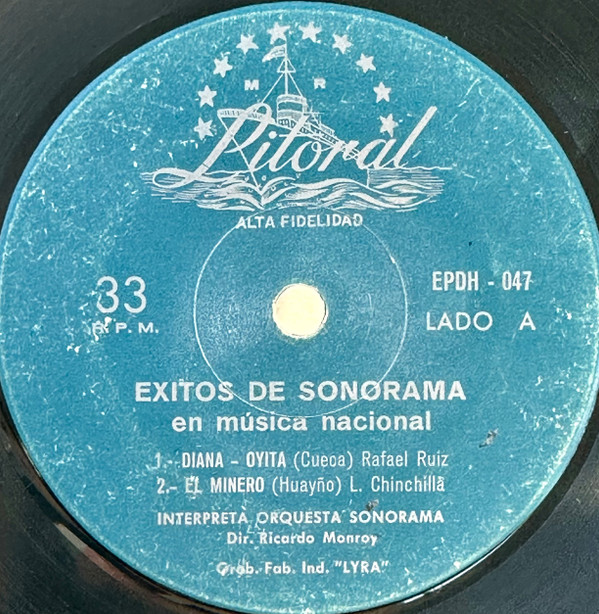 M R
Litoral
ALTA FIDELIDAD
33
R.P.M.
EPDH - 047
LADO A
EXITOS DE SONORAMA
en música nacional
1.- DIANA - OYITA (Cueca) Rafael Ruiz
2.- EL MINERO (Huayño) L. Chinchilla
INTERPRETA ORQUESTA SONORAMA
Dir. Ricardo Monroy
Grab. Fab. Ind. "LYRA"